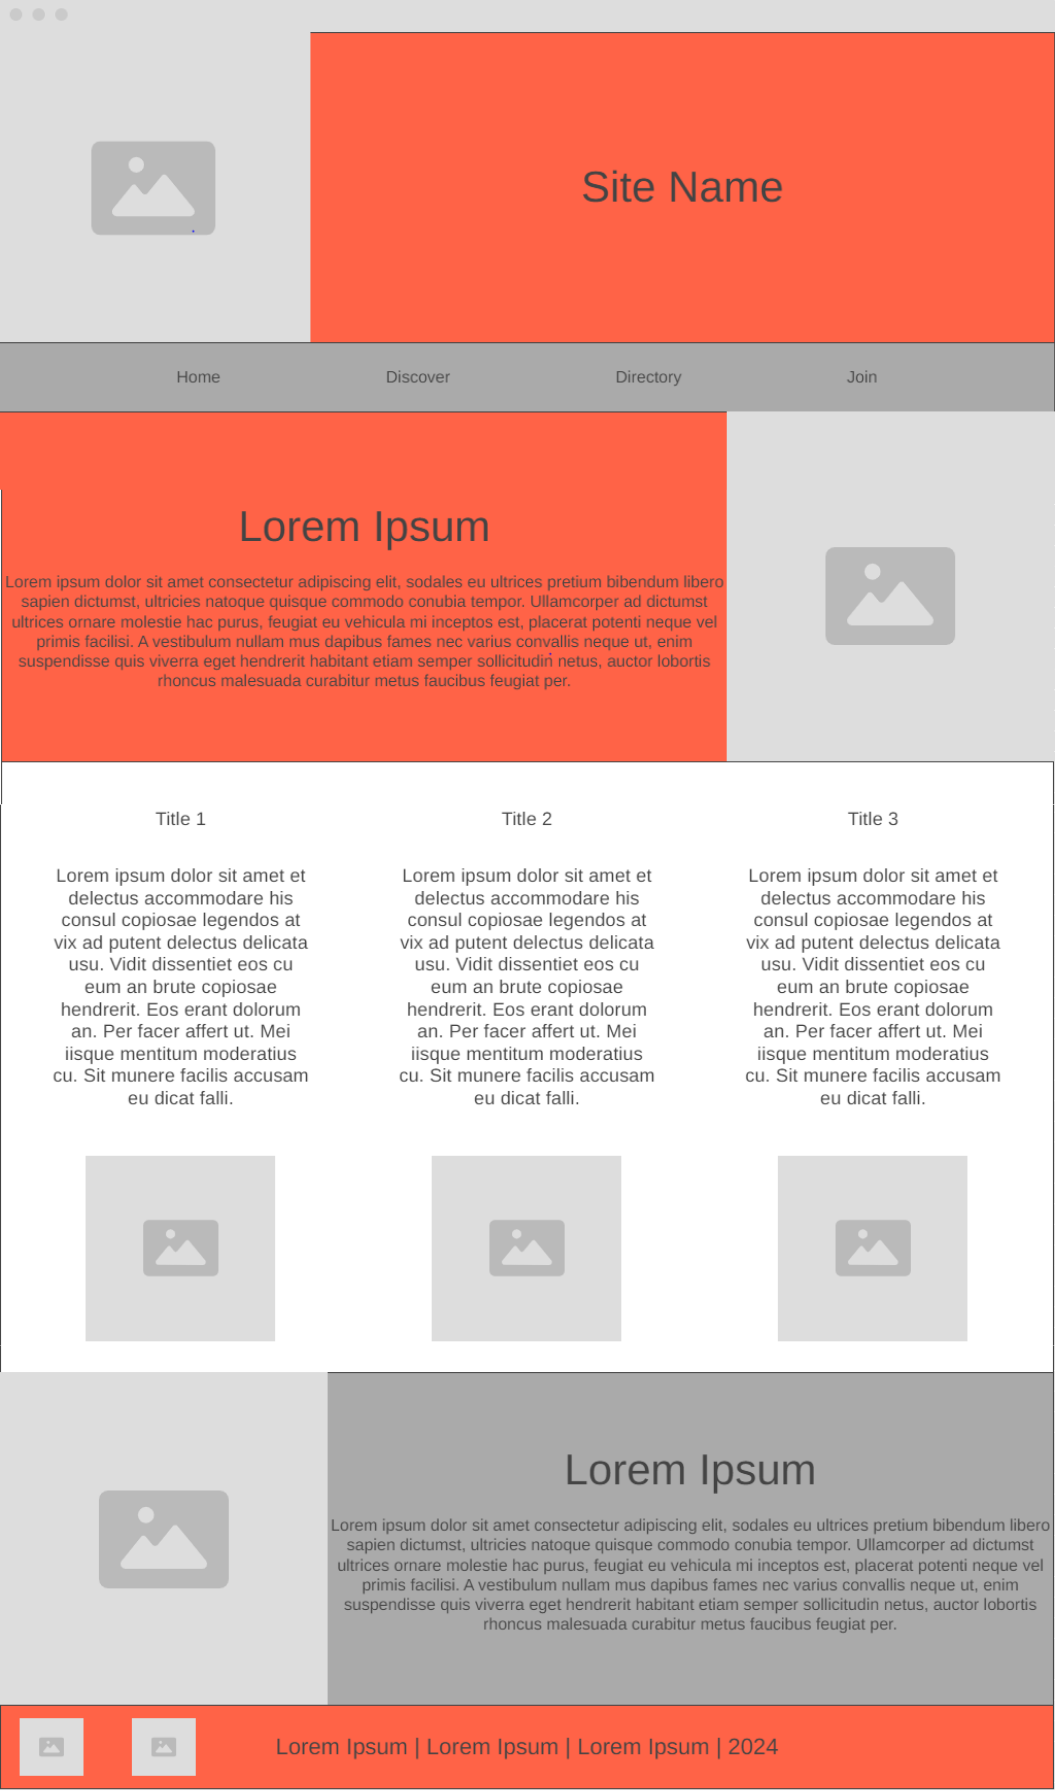 Site Name
Home Discover Directory Join
Lorem Ipsum
Lorem ipsum dolor sit amet consectetur adipiscing elit, sodales eu ultrices pretium bibendum libero
sapien dictumst, ultricies natoque quisque commodo conubia tempor. Ullamcorper ad dictumst
ultrices ornare molestie hac purus, feugiat eu vehicula mi inceptos est, placerat potenti neque vel
primis facilisi. A vestibulum nullam mus dapibus fames nec varius convallis neque ut, enim
suspendisse quis viverra eget hendrerit habitant etiam semper sollicitudin netus, auctor lobortis
rhoncus malesuada curabitur metus faucibus feugiat per.
Title 1
Lorem ipsum dolor sit amet et
delectus accommodare his
consul copiosae legendos at
vix ad putent delectus delicata
usu. Vidit dissentiet eos cu
eum an brute copiosae
hendrerit. Eos erant dolorum
an. Per facer affert ut. Mei
iisque mentitum moderatius
cu. Sit munere facilis accusam
eu dicat falli.
Title 2
Lorem ipsum dolor sit amet et
delectus accommodare his
consul copiosae legendos at
vix ad putent delectus delicata
usu. Vidit dissentiet eos cu
eum an brute copiosae
hendrerit. Eos erant dolorum
an. Per facer affert ut. Mei
iisque mentitum moderatius
cu. Sit munere facilis accusam
eu dicat falli.
Title 3
Lorem ipsum dolor sit amet et
delectus accommodare his
consul copiosae legendos at
vix ad putent delectus delicata
usu. Vidit dissentiet eos cu
eum an brute copiosae
hendrerit. Eos erant dolorum
an. Per facer affert ut. Mei
iisque mentitum moderatius
cu. Sit munere facilis accusam
eu dicat falli.
Lorem Ipsum
Lorem ipsum dolor sit amet consectetur adipiscing elit, sodales eu ultrices pretium bibendum libero
sapien dictumst, ultricies natoque quisque commodo conubia tempor. Ullamcorper ad dictumst
ultrices ornare molestie hac purus, feugiat eu vehicula mi inceptos est, placerat potenti neque vel
primis facilisi. A vestibulum nullam mus dapibus fames nec varius convallis neque ut, enim
suspendisse quis viverra eget hendrerit habitant etiam semper sollicitudin netus, auctor lobortis
rhoncus malesuada curabitur metus faucibus feugiat per.
Lorem Ipsum | Lorem Ipsum | Lorem Ipsum | 2024